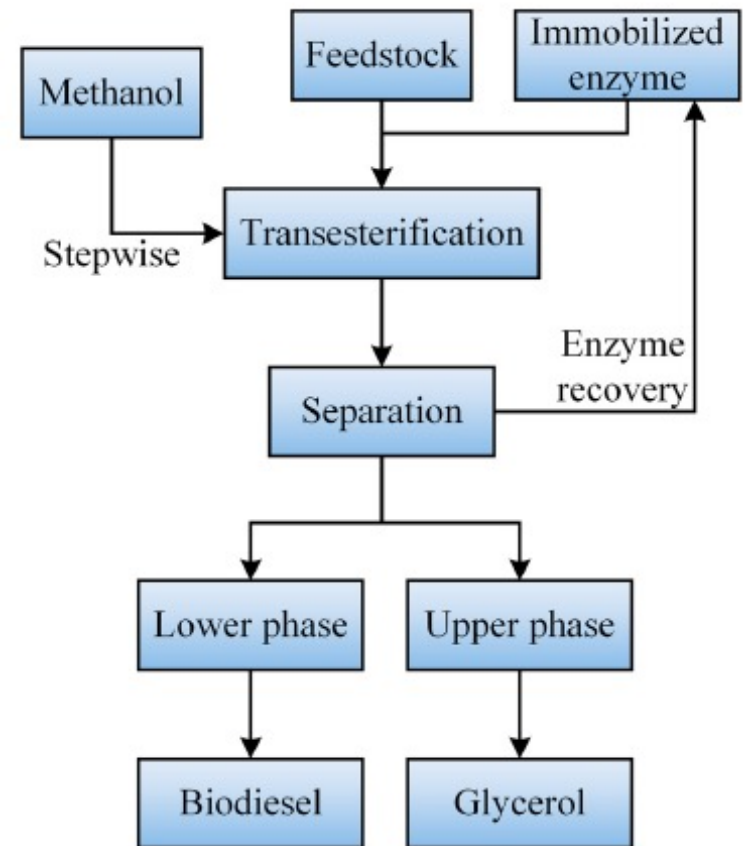 Methanol
Feedstock
Immobilized
enzyme
Stepwise
Transesterification
Enzyme
recovery
Separation
Lower phase
Upper phase
Biodiesel
Glycerol